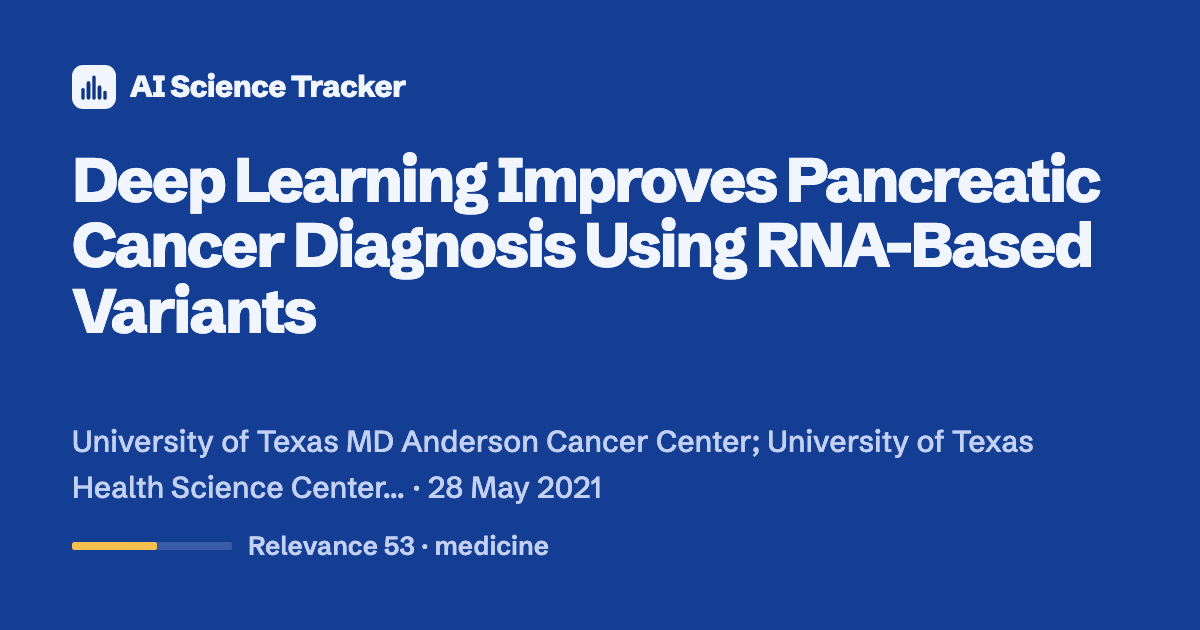 AI Science Tracker
Deep Learning Improves Pancreatic
Cancer Diagnosis Using RNA-Based
Variants
University of Texas MD Anderson Cancer Center; University of Texas
Health Science Center... · 28 May 2021
Relevance 53 · medicine